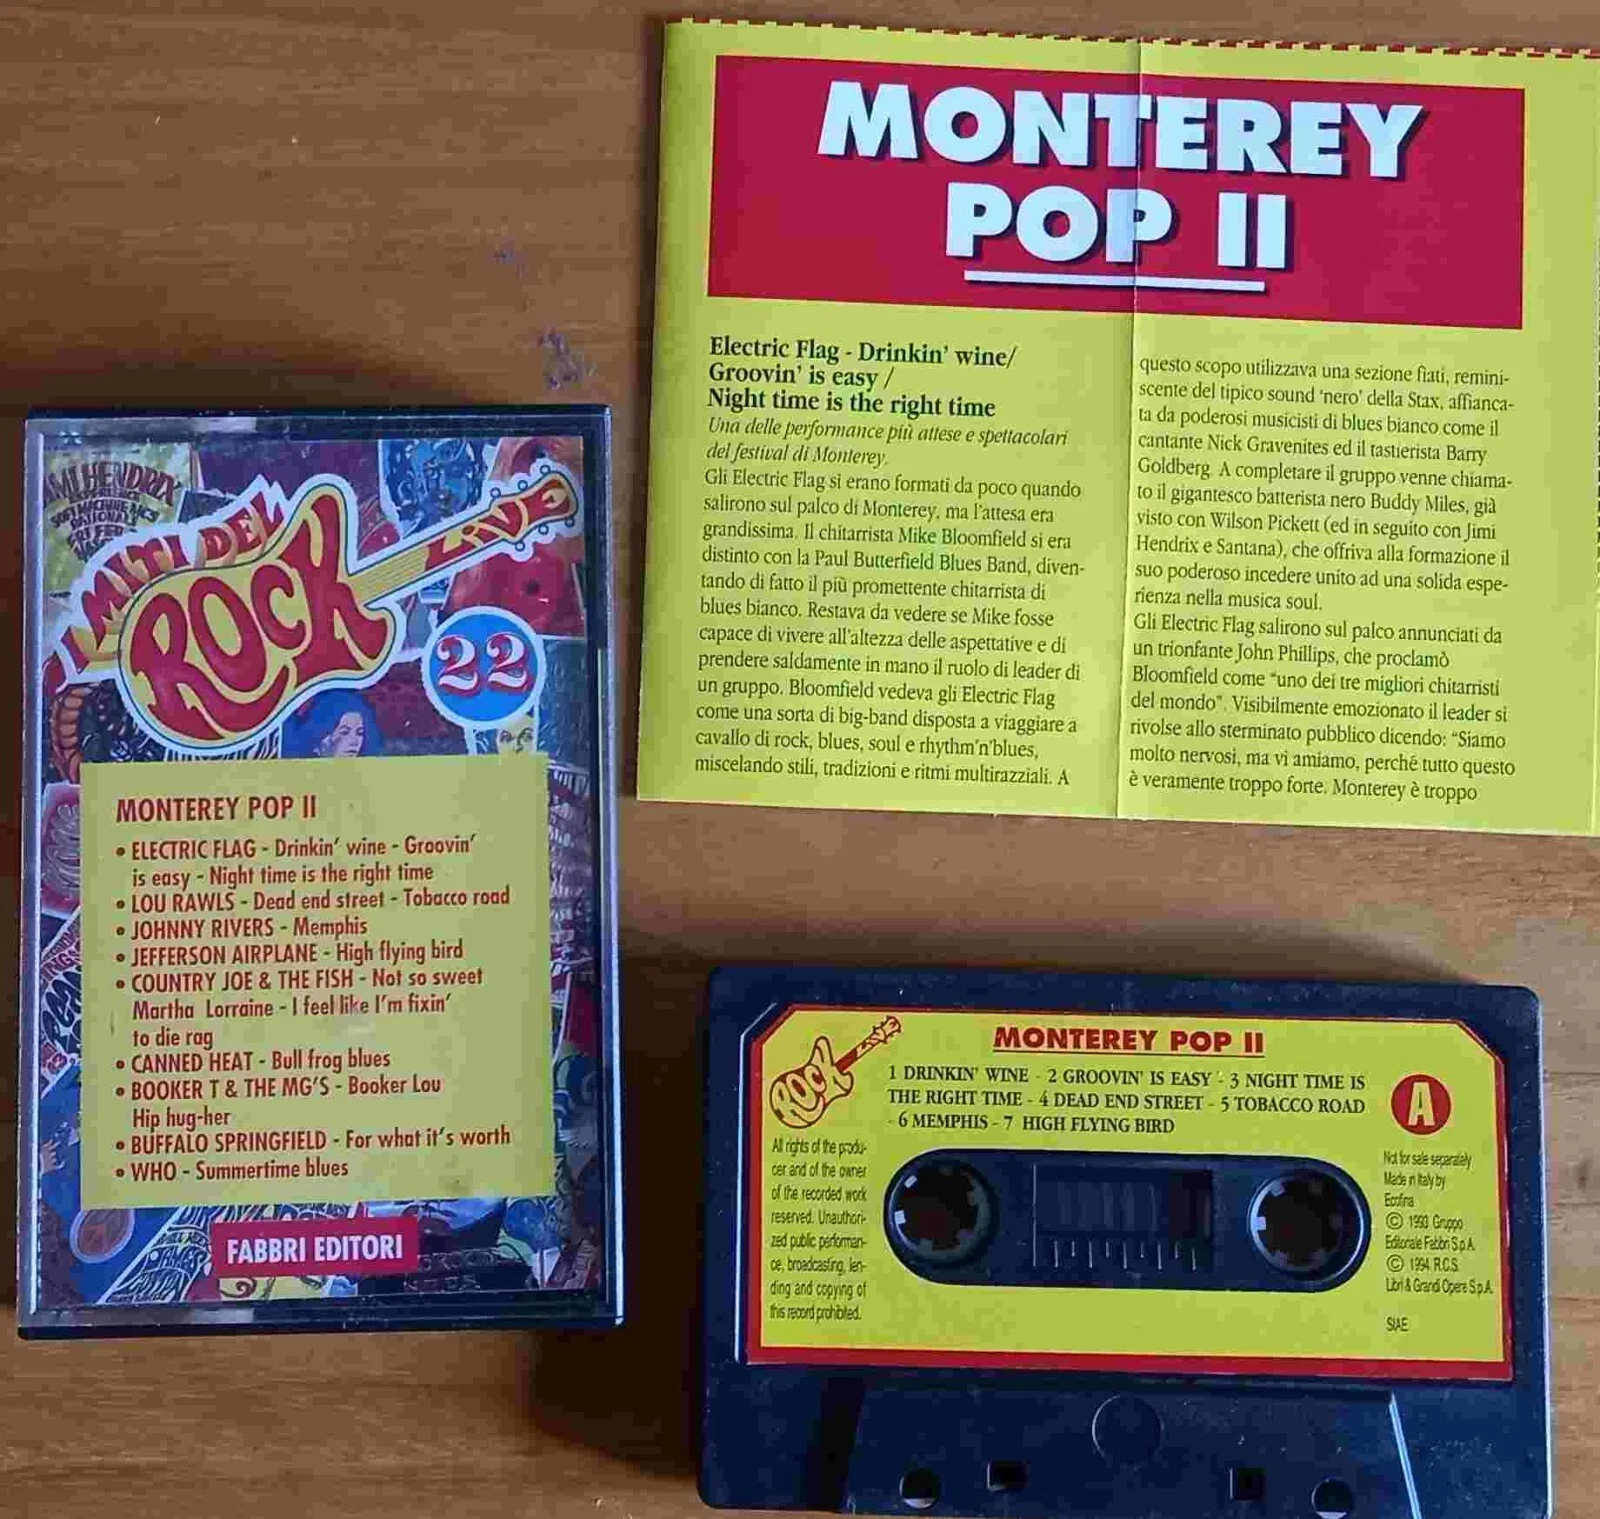 I MITI DEL
ROCK
LIVE
22
MONTEREY POP II
• ELECTRIC FLAG - Drinkin' wine - Groovin'
is easy - Night time is the right time
• LOU RAWLS - Dead end street - Tobacco road
• JOHNNY RIVERS - Memphis
• JEFFERSON AIRPLANE - High flying bird
• COUNTRY JOE & THE FISH - Not so sweet
Martha Lorraine - I feel like I'm fixin'
to die rag
• CANNED HEAT - Bull frog blues
• BOOKER T & THE MG'S - Booker Lou
Hip hug-her
• BUFFALO SPRINGFIELD - For what it's worth
• WHO - Summertime blues
FABBRI EDITORI
MONTEREY
POP II
Electric Flag - Drinkin' wine/
Groovin' is easy /
Night time is the right time
Una delle performance più attese e spettacolari
del festival di Monterey.
Gli Electric Flag si erano formati da poco quando
salirono sul palco di Monterey, ma l'attesa era
grandissima. Il chitarrista Mike Bloomfield si era
distinto con la Paul Butterfield Blues Band, diven-
tando di fatto il più promettente chitarrista di
blues bianco. Restava da vedere se Mike fosse
capace di vivere all'altezza delle aspettative e di
prendere saldamente in mano il ruolo di leader di
un gruppo. Bloomfield vedeva gli Electric Flag
come una sorta di big-band disposta a viaggiare a
cavallo di rock, blues, soul e rhythm'n'blues,
miscelando stili, tradizioni e ritmi multirazziali. A
questo scopo utilizzava una sezione fiati, remini-
scente del tipico sound 'nero' della Stax, affianca-
ta da poderosi musicisti di blues bianco come il
cantante Nick Gravenites ed il tastierista Barry
Goldberg. A completare il gruppo venne chiama-
to il gigantesco batterista nero Buddy Miles, già
visto con Wilson Pickett (ed in seguito con Jimi
Hendrix e Santana), che offriva alla formazione il
suo poderoso incedere unito ad una solida espe-
rienza nella musica soul.
Gli Electric Flag salirono sul palco annunciati da
un trionfante John Phillips, che proclamò
Bloomfield come "uno dei tre migliori chitarristi
del mondo". Visibilmente emozionato il leader si
rivolse allo sterminato pubblico dicendo: "Siamo
molto nervosi, ma vi amiamo, perché tutto questo
è veramente troppo forte. Monterey è troppo
ROCK
MONTEREY POP II
1 DRINKIN' WINE - 2 GROOVIN' IS EASY - 3 NIGHT TIME IS
THE RIGHT TIME - 4 DEAD END STREET - 5 TOBACCO ROAD
- 6 MEMPHIS - 7 HIGH FLYING BIRD
A
All rights of the produ-
cer and of the owner
of the recorded work
reserved. Unauthori-
zed public performan-
ce, broadcasting, len-
ding and copying of
this record prohibited.
Not for sale separately
Made in Italy by
Ecofina
© 1993 Gruppo
Editoriale Fabbri S.p.A.
© 1994 R.C.S.
Libri & Grandi Opere S.p.A.
SIAE